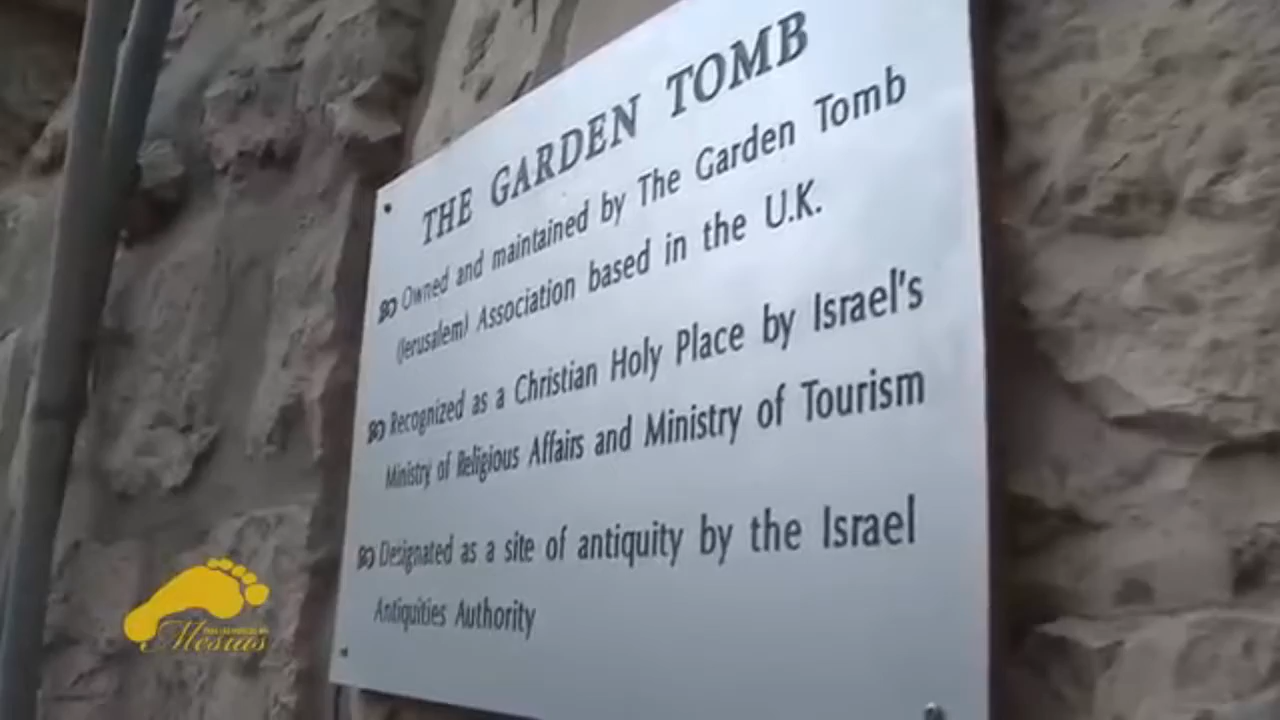 THE GARDEN TOMB
Owned and maintained by The Garden Tomb
(Jerusalem) Association based in the U.K.
Recognized as a Christian Holy Place by Israel's
Ministry of Religious Affairs and Ministry of Tourism
Designated as a site of antiquity by the Israel
Antiquities Authority
Mesias